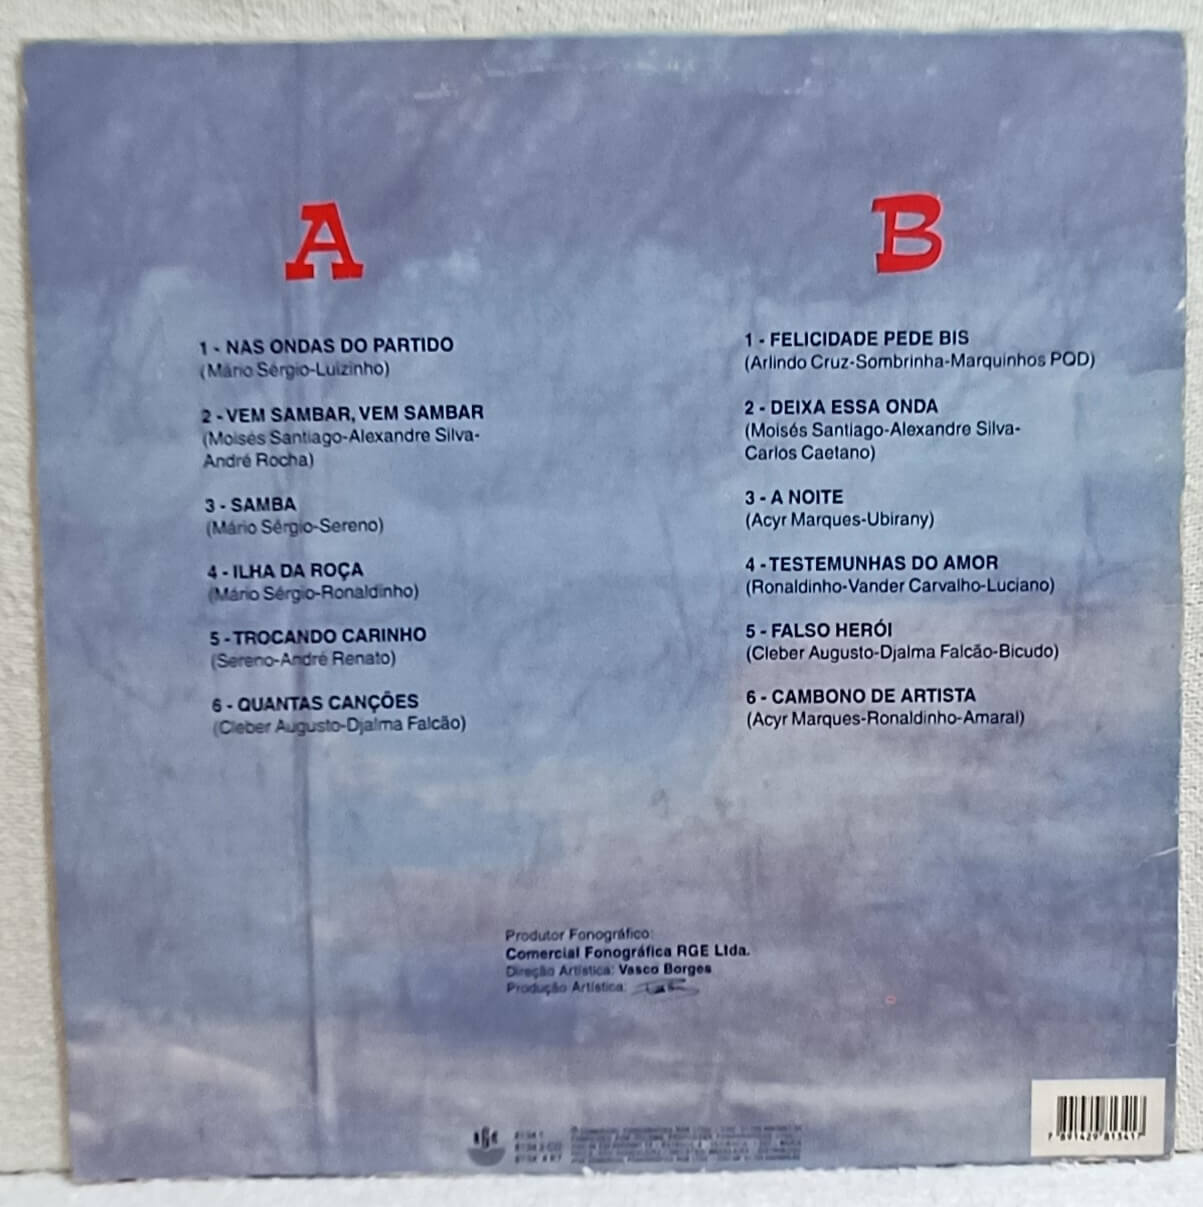 A
1 - NAS ONDAS DO PARTIDO
(Mário Sérgio-Luizinho)
2 - VEM SAMBAR, VEM SAMBAR
(Moisés Santiago-Alexandre Silva-
André Rocha)
3 - SAMBA
(Mário Sérgio-Sereno)
4 - ILHA DA ROÇA
(Mário Sérgio-Ronaldinho)
5 - TROCANDO CARINHO
(Sereno-André Renato)
6 - QUANTAS CANÇÕES
(Cleber Augusto-Djalma Falcão)
B
1 - FELICIDADE PEDE BIS
(Arlindo Cruz-Sombrinha-Marquinhos PQD)
2 - DEIXA ESSA ONDA
(Moisés Santiago-Alexandre Silva-
Carlos Caetano)
3 - A NOITE
(Acyr Marques-Ubirany)
4 - TESTEMUNHAS DO AMOR
(Ronaldinho-Vander Carvalho-Luciano)
5 - FALSO HERÓI
(Cleber Augusto-Djalma Falcão-Bicudo)
6 - CAMBONO DE ARTISTA
(Acyr Marques-Ronaldinho-Amaral)
Produtor Fonográfico:
Comercial Fonográfica RGE Ltda.
Direção Artística: Vasco Borges
Produção Artística:
RGE
7 891429 813417